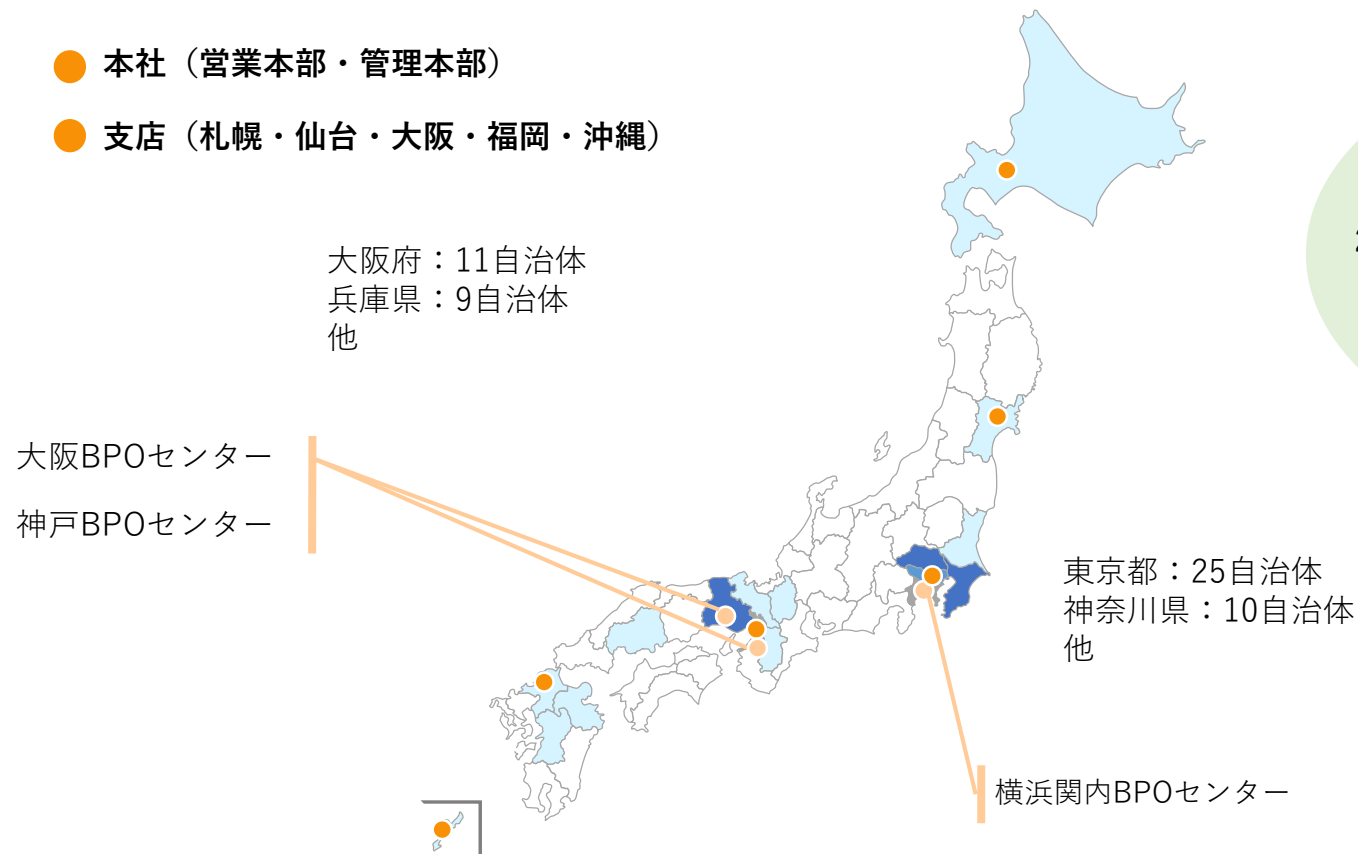 本社（営業本部・管理本部）
支店（札幌・仙台・大阪・福岡・沖縄）
大阪府：11自治体
兵庫県：9自治体
他
大阪BPOセンター
神戸BPOセンター
東京都：25自治体
神奈川県：10自治体
他
横浜関内BPOセンター